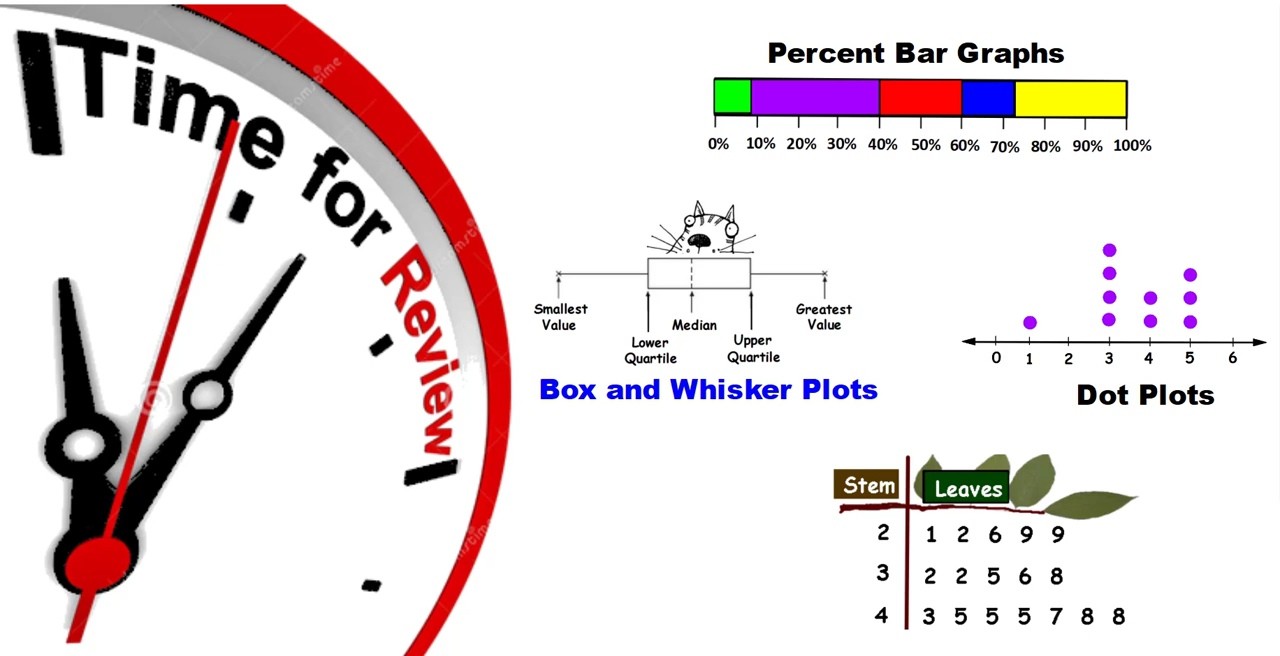 Time for Review
Percent Bar Graphs
0% 10% 20% 30% 40% 50% 60% 70% 80% 90% 100%
Smallest
Value
Lower
Quartile
Median
Upper
Quartile
Greatest
Value
Box and Whisker Plots
0 1 2 3 4 5 6
Dot Plots
Stem Leaves
2 1 2 6 9 9
3 2 2 5 6 8
4 3 5 5 5 7 8 8